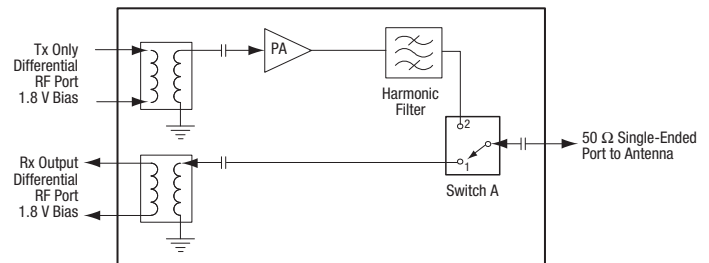 Tx Only
Differential
RF Port
1.8 V Bias
PA
Harmonic
Filter
2
1
Switch A
50 Ω Single-Ended
Port to Antenna
Rx Output
Differential
RF Port
1.8 V Bias